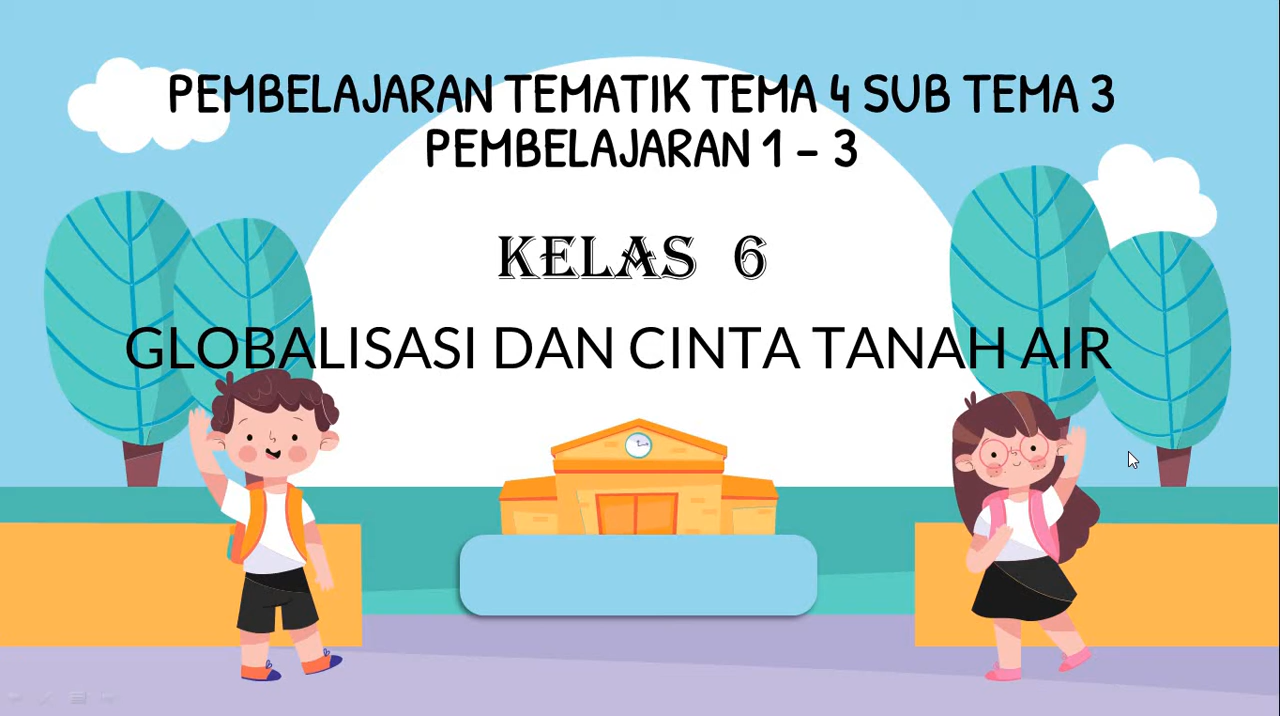 PEMBELAJARAN TEMATIK TEMA 4 SUB TEMA 3
PEMBELAJARAN 1 – 3
KELAS 6
GLOBALISASI DAN CINTA TANAH AIR